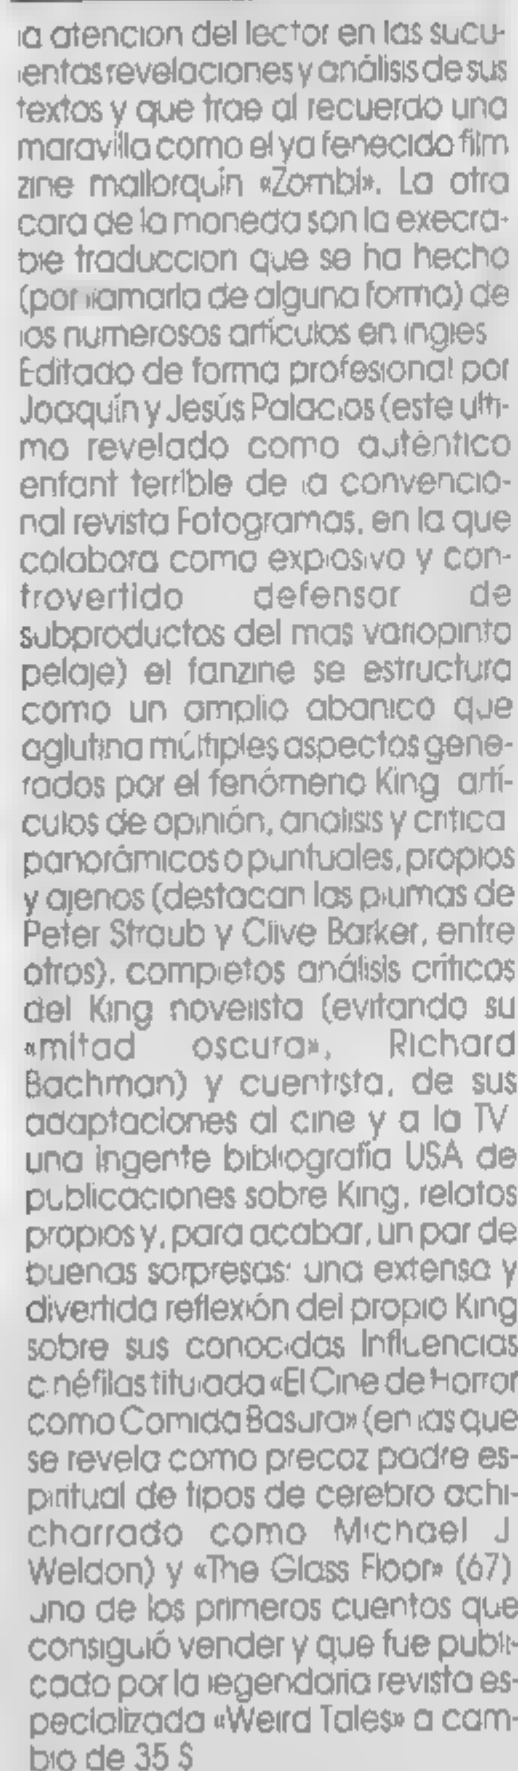 la atencion del lector en las sucu-
lentas revelaciones y análisis de sus
textos y que trae al recuerdo una
maravilla como el ya fenecido film
zine mallorquín «Zombi». La otra
cara de la moneda son la execra-
ble traduccion que se ha hecho
(por llamarla de alguna forma) de
los numerosos artículos en ingles
Editado de forma profesional por
Joaquín y Jesús Palacios (este ulti-
mo revelado como auténtico
enfant terrible de la convencio-
nal revista Fotogramas, en la que
colabora como explosivo y con-
trovertido defensor de
subproductos del mas variopinto
pelaje) el fanzine se estructura
como un amplio abanico que
aglutina múltiples aspectos gene-
rados por el fenómeno King artí-
culos de opinión, analisis y critica
panorámicos o puntuales, propios
y ajenos (destacan las plumas de
Peter Straub y Clive Barker, entre
otros), completos análisis críticos
del King novelista (evitando su
«mitad oscura», Richard
Bachman) y cuentista, de sus
adaptaciones al cine y a la TV
una ingente bibliografía USA de
publicaciones sobre King, relatos
propios y, para acabar, un par de
buenas sorpresas: una extensa y
divertida reflexión del propio King
sobre sus conocidas influencias
cinéfilas titulada «El Cine de Horror
como Comida Basura» (en las que
se revela como precoz padre es-
piritual de tipos de cerebro achi-
charrado como Michael J
Weldon) y «The Glass Floor» (67)
uno de los primeros cuentos que
consiguió vender y que fue publi-
cado por la legendaria revista es-
pecializada «Weird Tales» a cam-
bio de 35 $